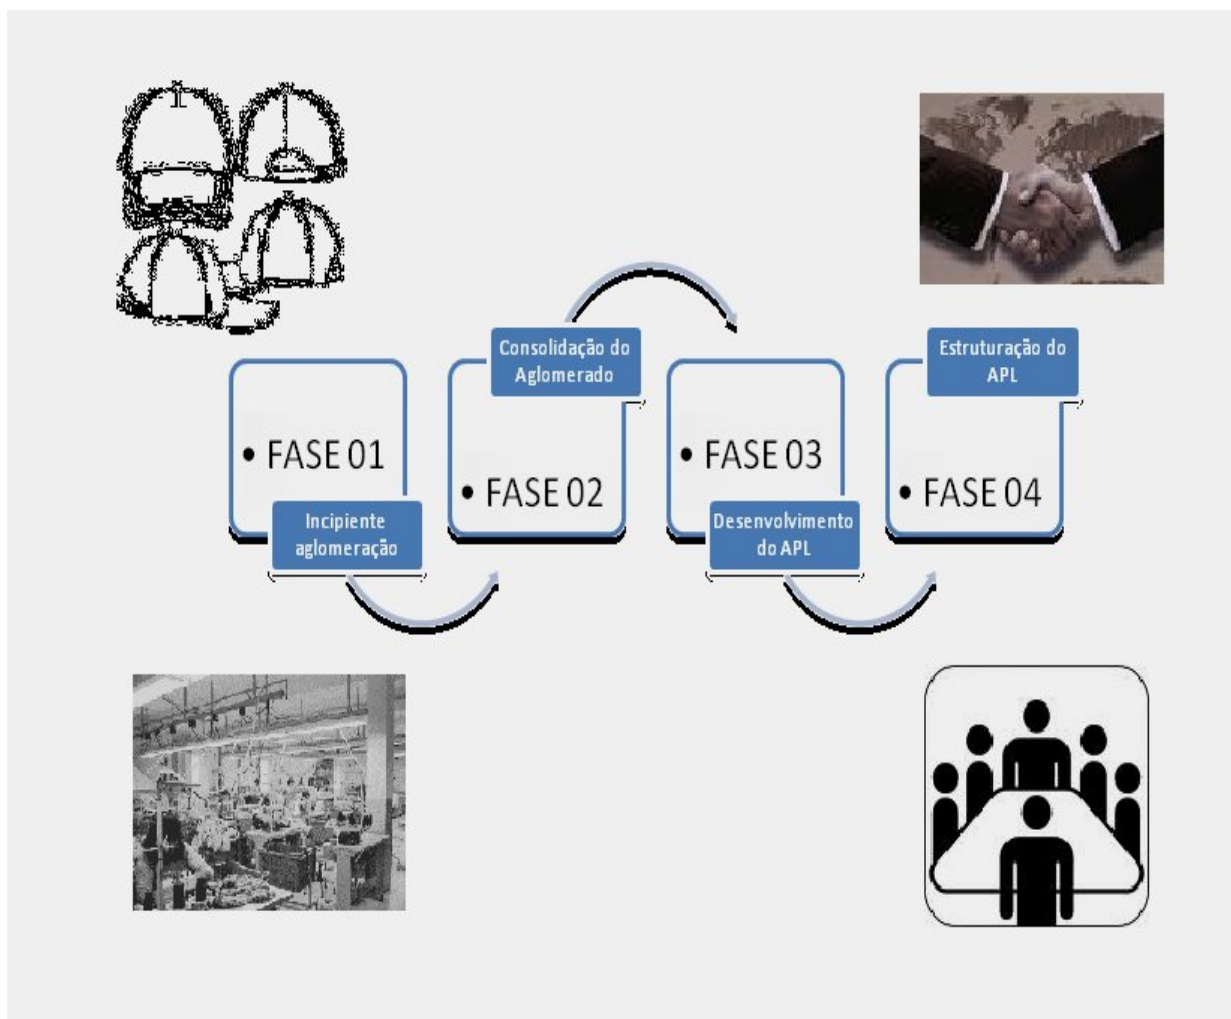 • FASE 01
Incipiente
aglomeração
Consolidação do
Aglomerado
• FASE 02
• FASE 03
Desenvolvimento
do APL
Estruturação do
APL
• FASE 04